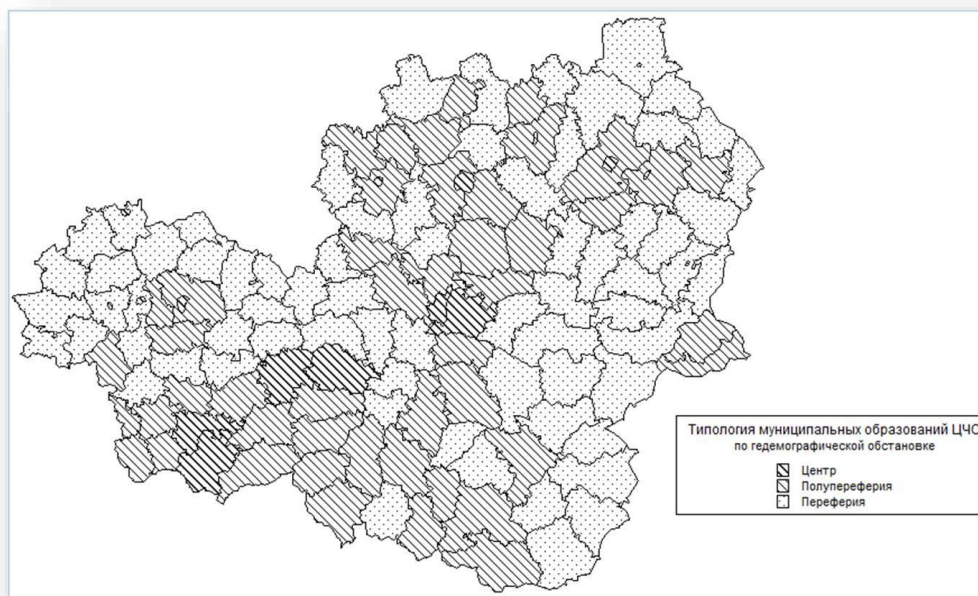 Типология муниципальных образований ЦЧО
по гедемографической обстановке
Центр
Полупереферия
Переферия